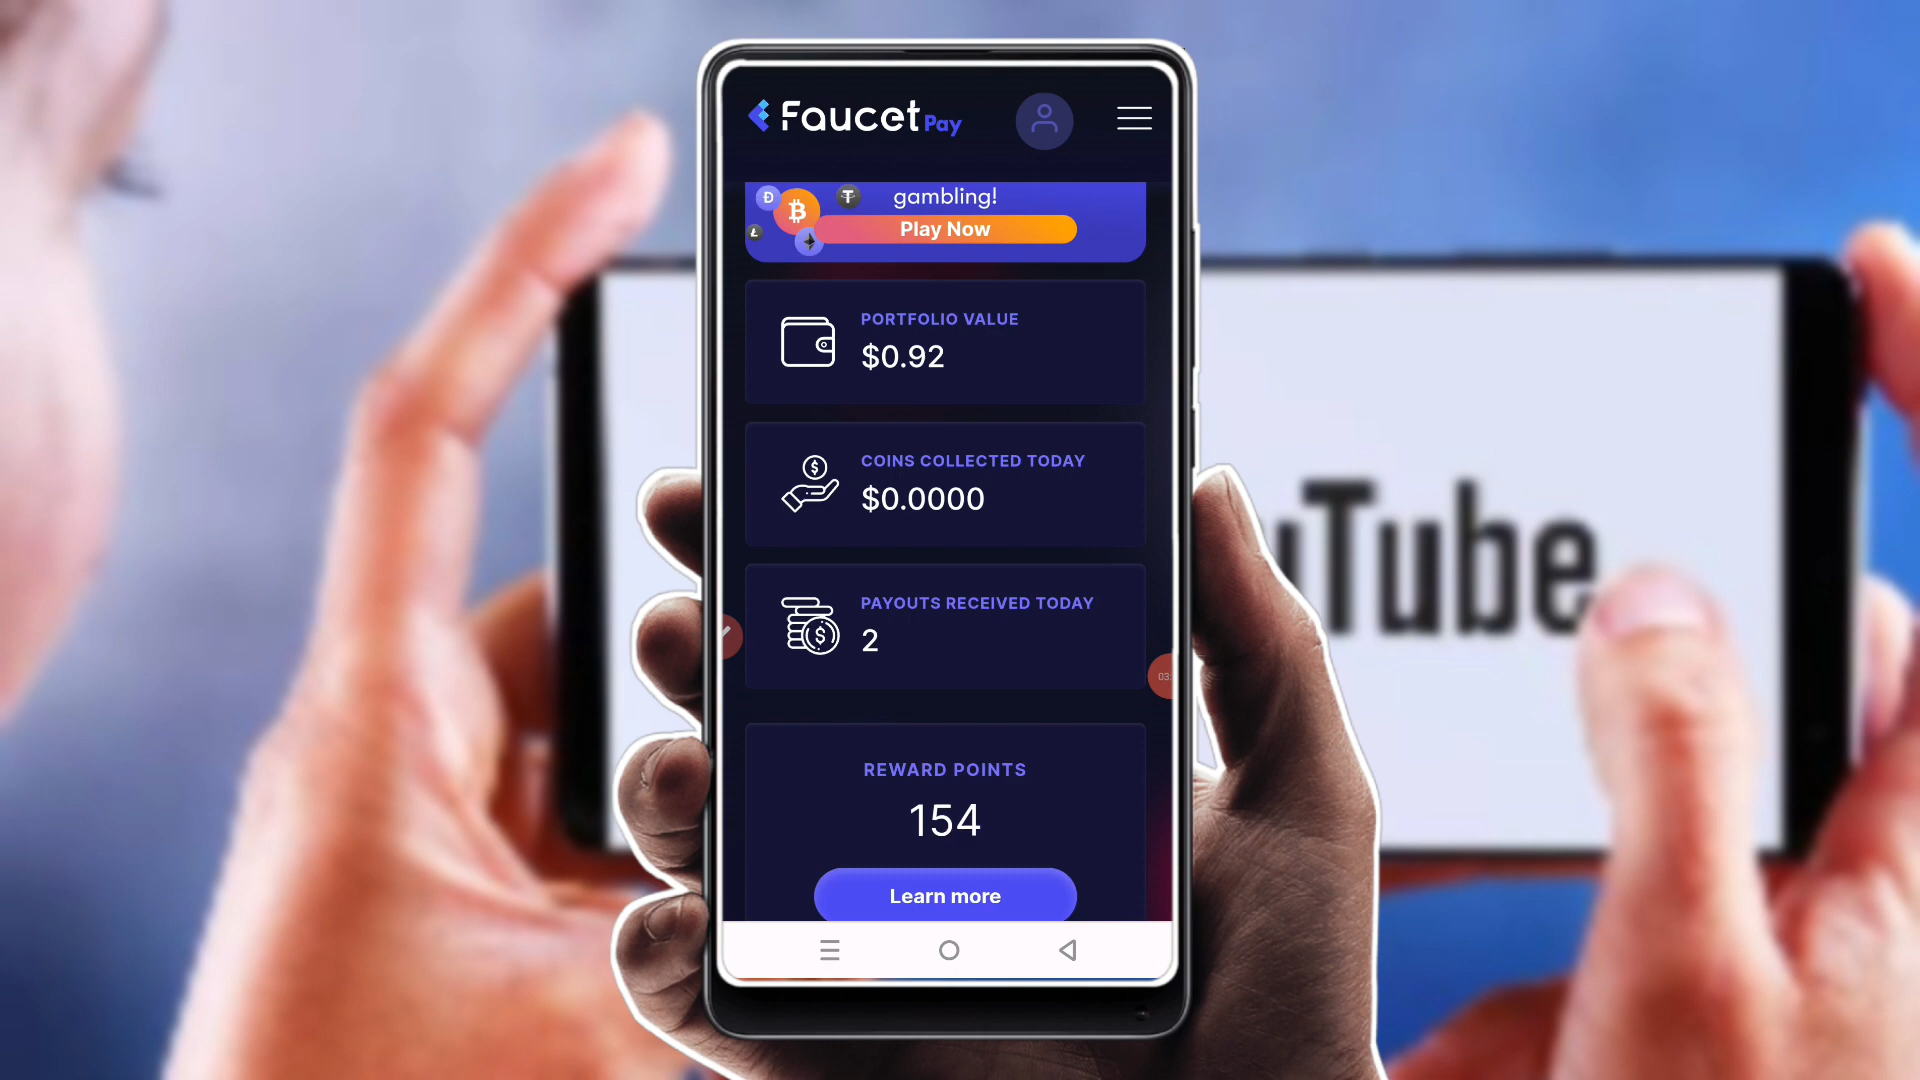 Faucet Pay
gambling!
Play Now
PORTFOLIO VALUE
$0.92
COINS COLLECTED TODAY
$0.0000
PAYOUTS RECEIVED TODAY
2
uTube
03:
REWARD POINTS
154
Learn more